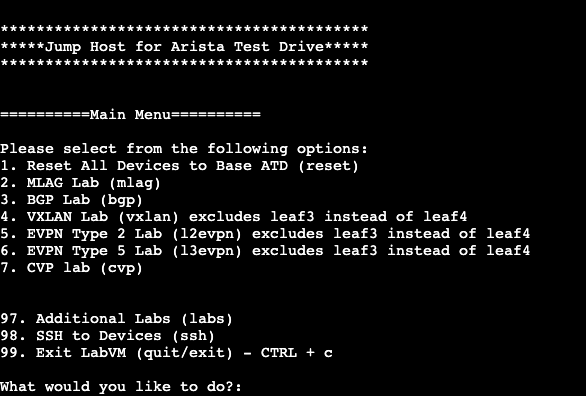 *****************************************
*****Jump Host for Arista Test Drive*****
*****************************************
==========Main Menu==========
Please select from the following options:
1. Reset All Devices to Base ATD (reset)
2. MLAG Lab (mlag)
3. BGP Lab (bgp)
4. VXLAN Lab (vxlan) excludes leaf3 instead of leaf4
5. EVPN Type 2 Lab (l2evpn) excludes leaf3 instead of leaf4
6. EVPN Type 5 Lab (l3evpn) excludes leaf3 instead of leaf4
7. CVP lab (cvp)
97. Additional Labs (labs)
98. SSH to Devices (ssh)
99. Exit LabVM (quit/exit) - CTRL + c
What would you like to do?: